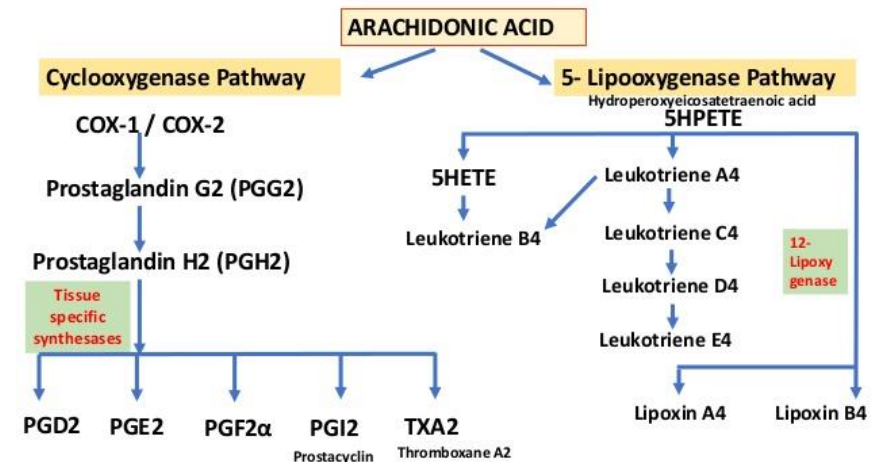 ARACHIDONIC ACID
Cyclooxygenase Pathway
COX-1 / COX-2
Prostaglandin G2 (PGG2)
Prostaglandin H2 (PGH2)
Tissue
specific
synthesases
PGD2
PGE2
PGF2α
PGI2
Prostacyclin
TXA2
Thromboxane A2
5- Lipooxygenase Pathway
Hydroperoxyeicosatetraenoic acid
5HPETE
5HETE
Leukotriene B4
Leukotriene A4
Leukotriene C4
Leukotriene D4
Leukotriene E4
12-
Lipoxy
genase
Lipoxin A4
Lipoxin B4